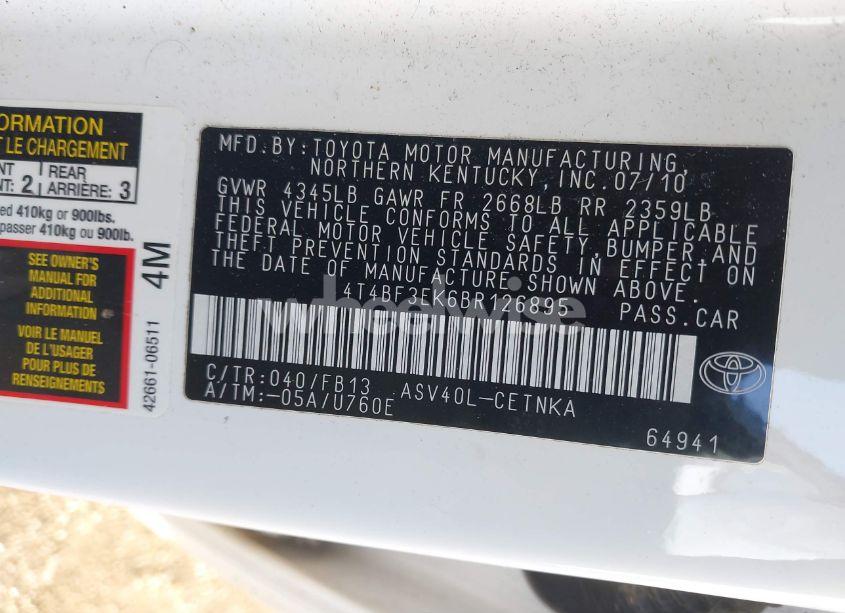 ORMATION
T LE CHARGEMENT
NT REAR
NT: 2 ARRIÈRE: 3
ed 410kg or 900lbs.
passer 410kg ou 900lb.
SEE OWNER'S
MANUAL FOR
ADDITIONAL
INFORMATION
VOIR LE MANUEL
DE L'USAGER
POUR PLUS DE
RENSEIGNEMENTS
4M
42661-06511
MFD.BY:TOYOTA MOTOR MANUFACTURING,
NORTHERN KENTUCKY,INC.07/10
GVWR 4345LB GAWR FR 2668LB RR 2359LB
THIS VEHICLE CONFORMS TO ALL APPLICABLE
FEDERAL MOTOR VEHICLE SAFETY,BUMPER,AND
THEFT PREVENTION STANDARDS IN EFFECT ON
THE DATE OF MANUFACTURE SHOWN ABOVE.
4T4BF3EK6BR126895 PASS.CAR
wheelwise
C/TR:040/FB13 ASV40L-CETNKA
A/TM:-05A/U760E
64941